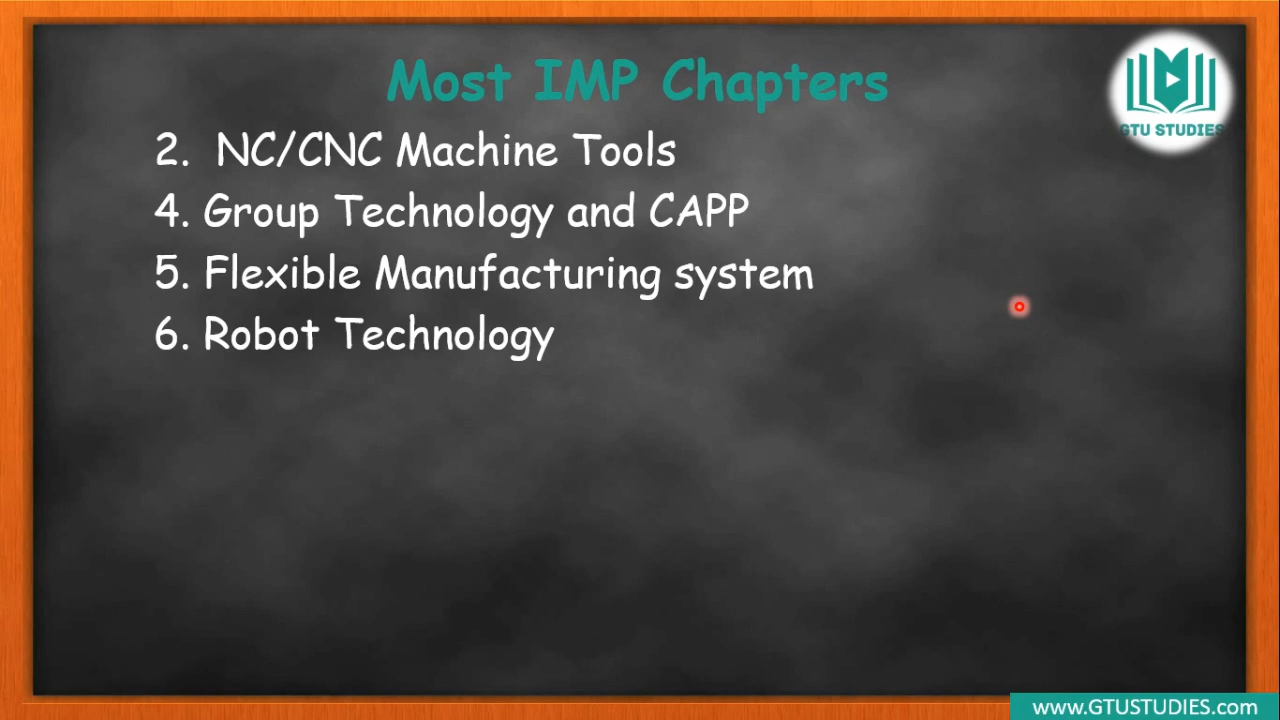 Most IMP Chapters
GTU STUDIES
2. NC/CNC Machine Tools
4. Group Technology and CAPP
5. Flexible Manufacturing system
6. Robot Technology
www.GTUSTUDIES.com